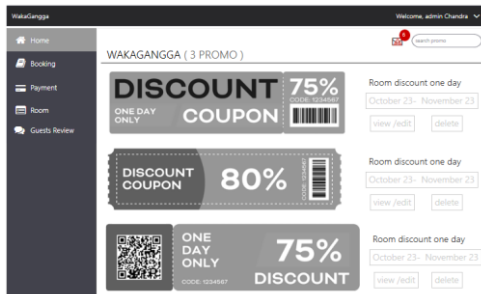 WakaGangga
Welcome, admin Chandra
Home
Booking
Payment
Room
Guests Review
search promo
WAKAGANGGA ( 3 PROMO )
DISCOUNT
ONE DAY
ONLY
COUPON
75%
CODE: 1234567
Room discount one day
October 23- November 23
view /edit
delete
DISCOUNT
COUPON
80%
CODE: 1234567
Room discount one day
October 23- November 23
view /edit
delete
ONE
DAY
ONLY
CODE: 1234567
75%
DISCOUNT
Room discount one day
October 23- November 23
view /edit
delete